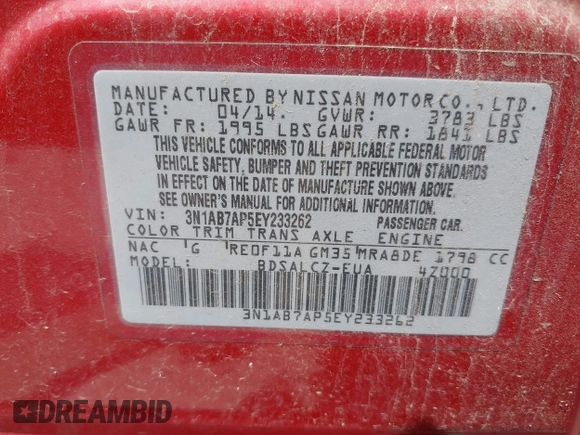 MANUFACTURED BY NISSAN MOTOR CO., LTD.
DATE: 04/14. GVWR: 3783 LBS
GAWR FR: 1995 LBS GAWR RR: 1841 LBS
THIS VEHICLE CONFORMS TO ALL APPLICABLE FEDERAL MOTOR
VEHICLE SAFETY, BUMPER AND THEFT PREVENTION STANDARDS
IN EFFECT ON THE DATE OF MANUFACTURE SHOWN ABOVE.
SEE OWNER'S MANUAL FOR ADDITIONAL INFORMATION.
VIN: 3N1AB7AP5EY233262 PASSENGER CAR.
COLOR TRIM TRANS AXLE ENGINE
NAC G RE0F11A GM35 MRA8DE 1798 CC
MODEL: BDSALCZ-EUA 4Z000
3N1AB7AP5EY233262
DREAMBID